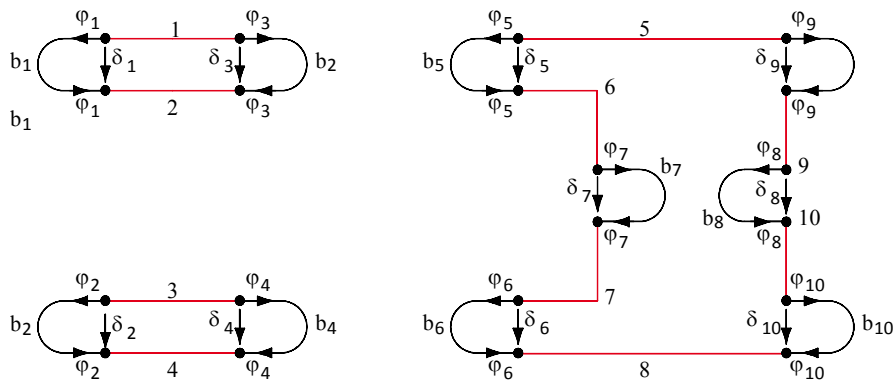 φ1 1 φ3 φ5 5 φ9
b1 δ1 δ3 b2 b5 δ5 δ9
φ1 2 φ3 φ5 6 φ9
b1
φ7 b7 φ8 9
δ7 δ8
φ7 b8 φ8 10
φ2 3 φ4 φ6 7 φ10
b2 δ2 δ4 b4 b6 δ6 δ10 b10
φ2 4 φ4 φ6 8 φ10